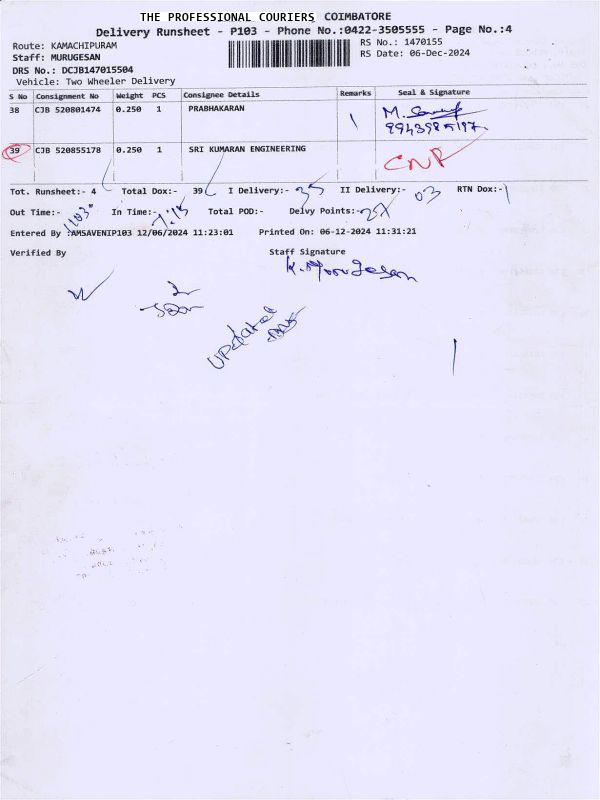 THE PROFESSIONAL COURIERS COIMBATORE
Delivery Runsheet - P103 - Phone No.:0422-3505555 - Page No.:4
Route: KAMACHIPURAM
RS No.: 1470155
Staff: MURUGESAN
RS Date: 06-Dec-2024
DRS No.: DCJB147015504
Vehicle: Two Wheeler Delivery
S No Consignment No Weight PCS Consignee Details Remarks Seal & Signature
38 CJB 520801474 0.250 1 PRABHAKARAN
39 CJB 520855178 0.250 1 SRI KUMARAN ENGINEERING CNR
Tot. Runsheet:- 4 Total Dox:- 39 I Delivery:- 35 II Delivery:- 03 RTN Dox:- 1
Out Time:- In Time:- Total POD:- Delvy Points:- 27
Entered By :AMSAVENIP103 12/06/2024 11:23:01 Printed On: 06-12-2024 11:31:21
Verified By Staff Signature
K. Murugesan
Updated